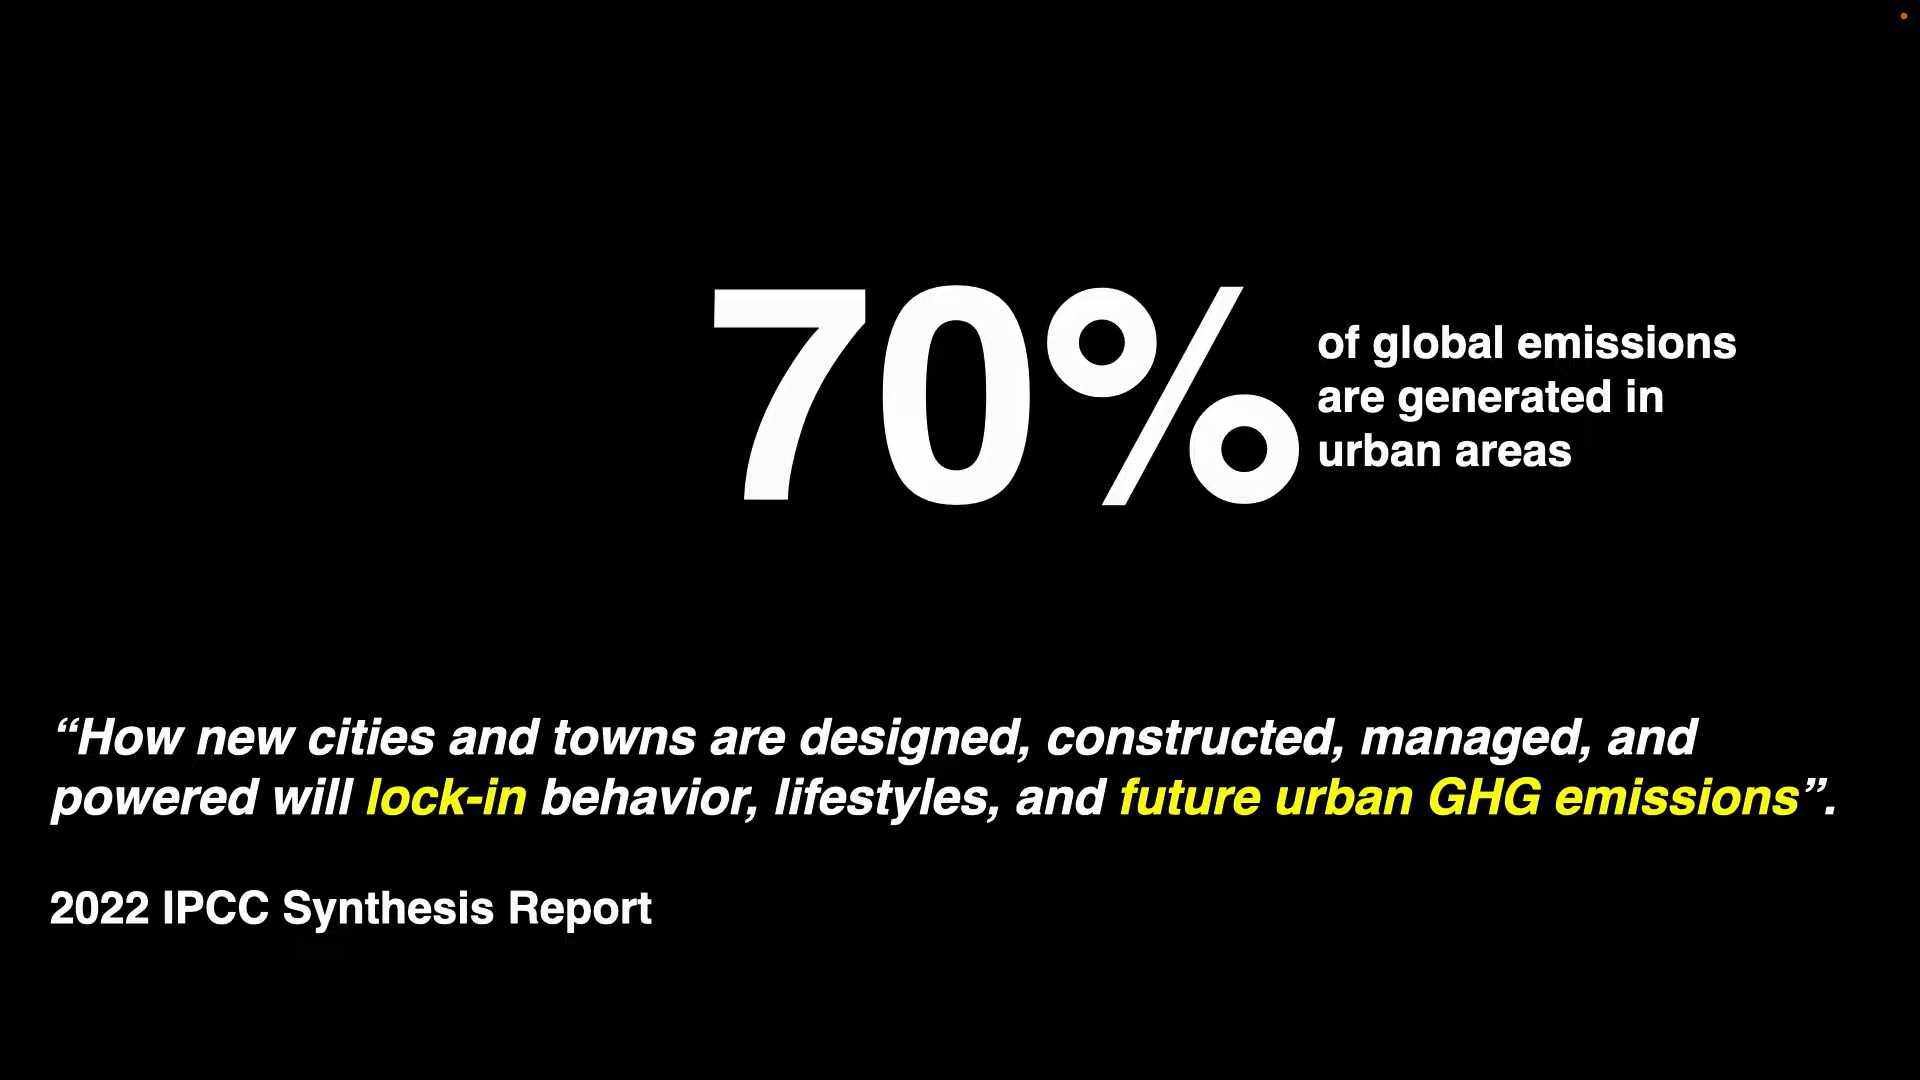 70%
of global emissions
are generated in
urban areas
“How new cities and towns are designed, constructed, managed, and
powered will lock-in behavior, lifestyles, and future urban GHG emissions”.
2022 IPCC Synthesis Report